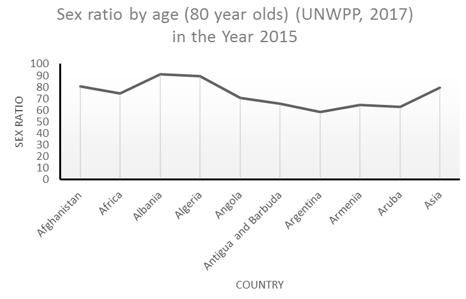 Sex ratio by age (80 year olds) (UNWPP, 2017)
in the Year 2015
SEX RATIO
100
90
80
70
60
50
40
30
20
10
0
Afghanistan
Africa
Albania
Algeria
Angola
Antigua and Barbuda
Argentina
Armenia
Aruba
Asia
COUNTRY